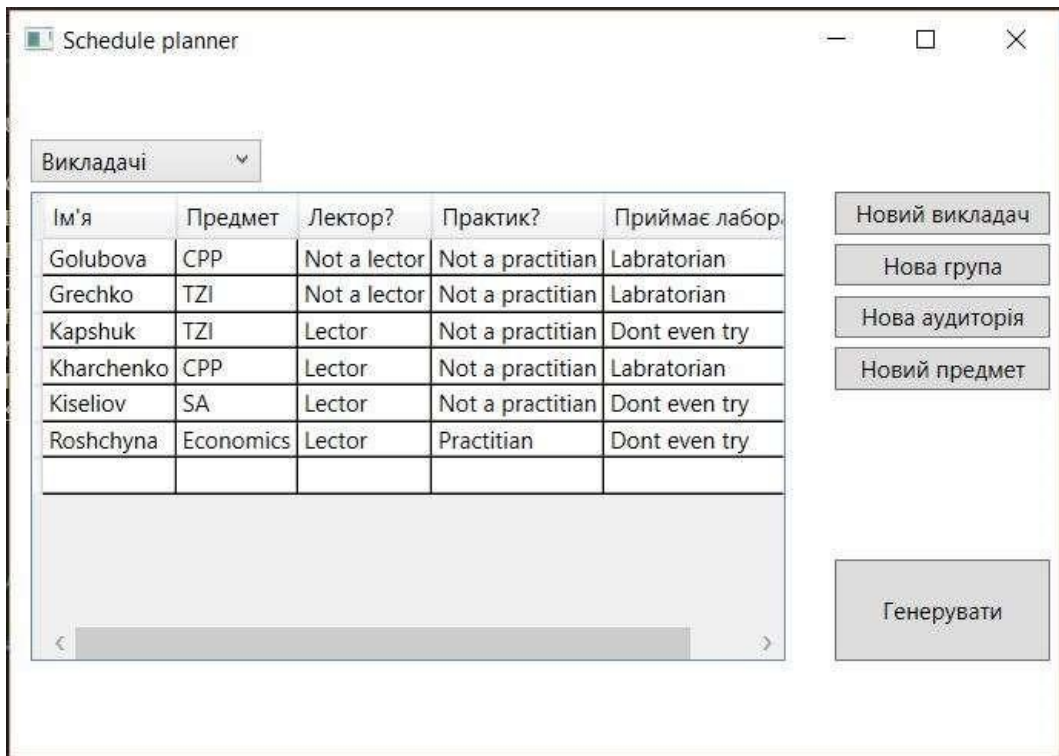 Schedule planner
Викладачі
Ім'я Предмет Лектор? Практик? Приймає лабора
Golubova CPP Not a lector Not a practitian Labratorian
Grechko TZI Not a lector Not a practitian Labratorian
Kapshuk TZI Lector Not a practitian Dont even try
Kharchenko CPP Lector Not a practitian Labratorian
Kiseliov SA Lector Not a practitian Dont even try
Roshchyna Economics Lector Practitian Dont even try
Новий викладач
Нова група
Нова аудиторія
Новий предмет
Генерувати